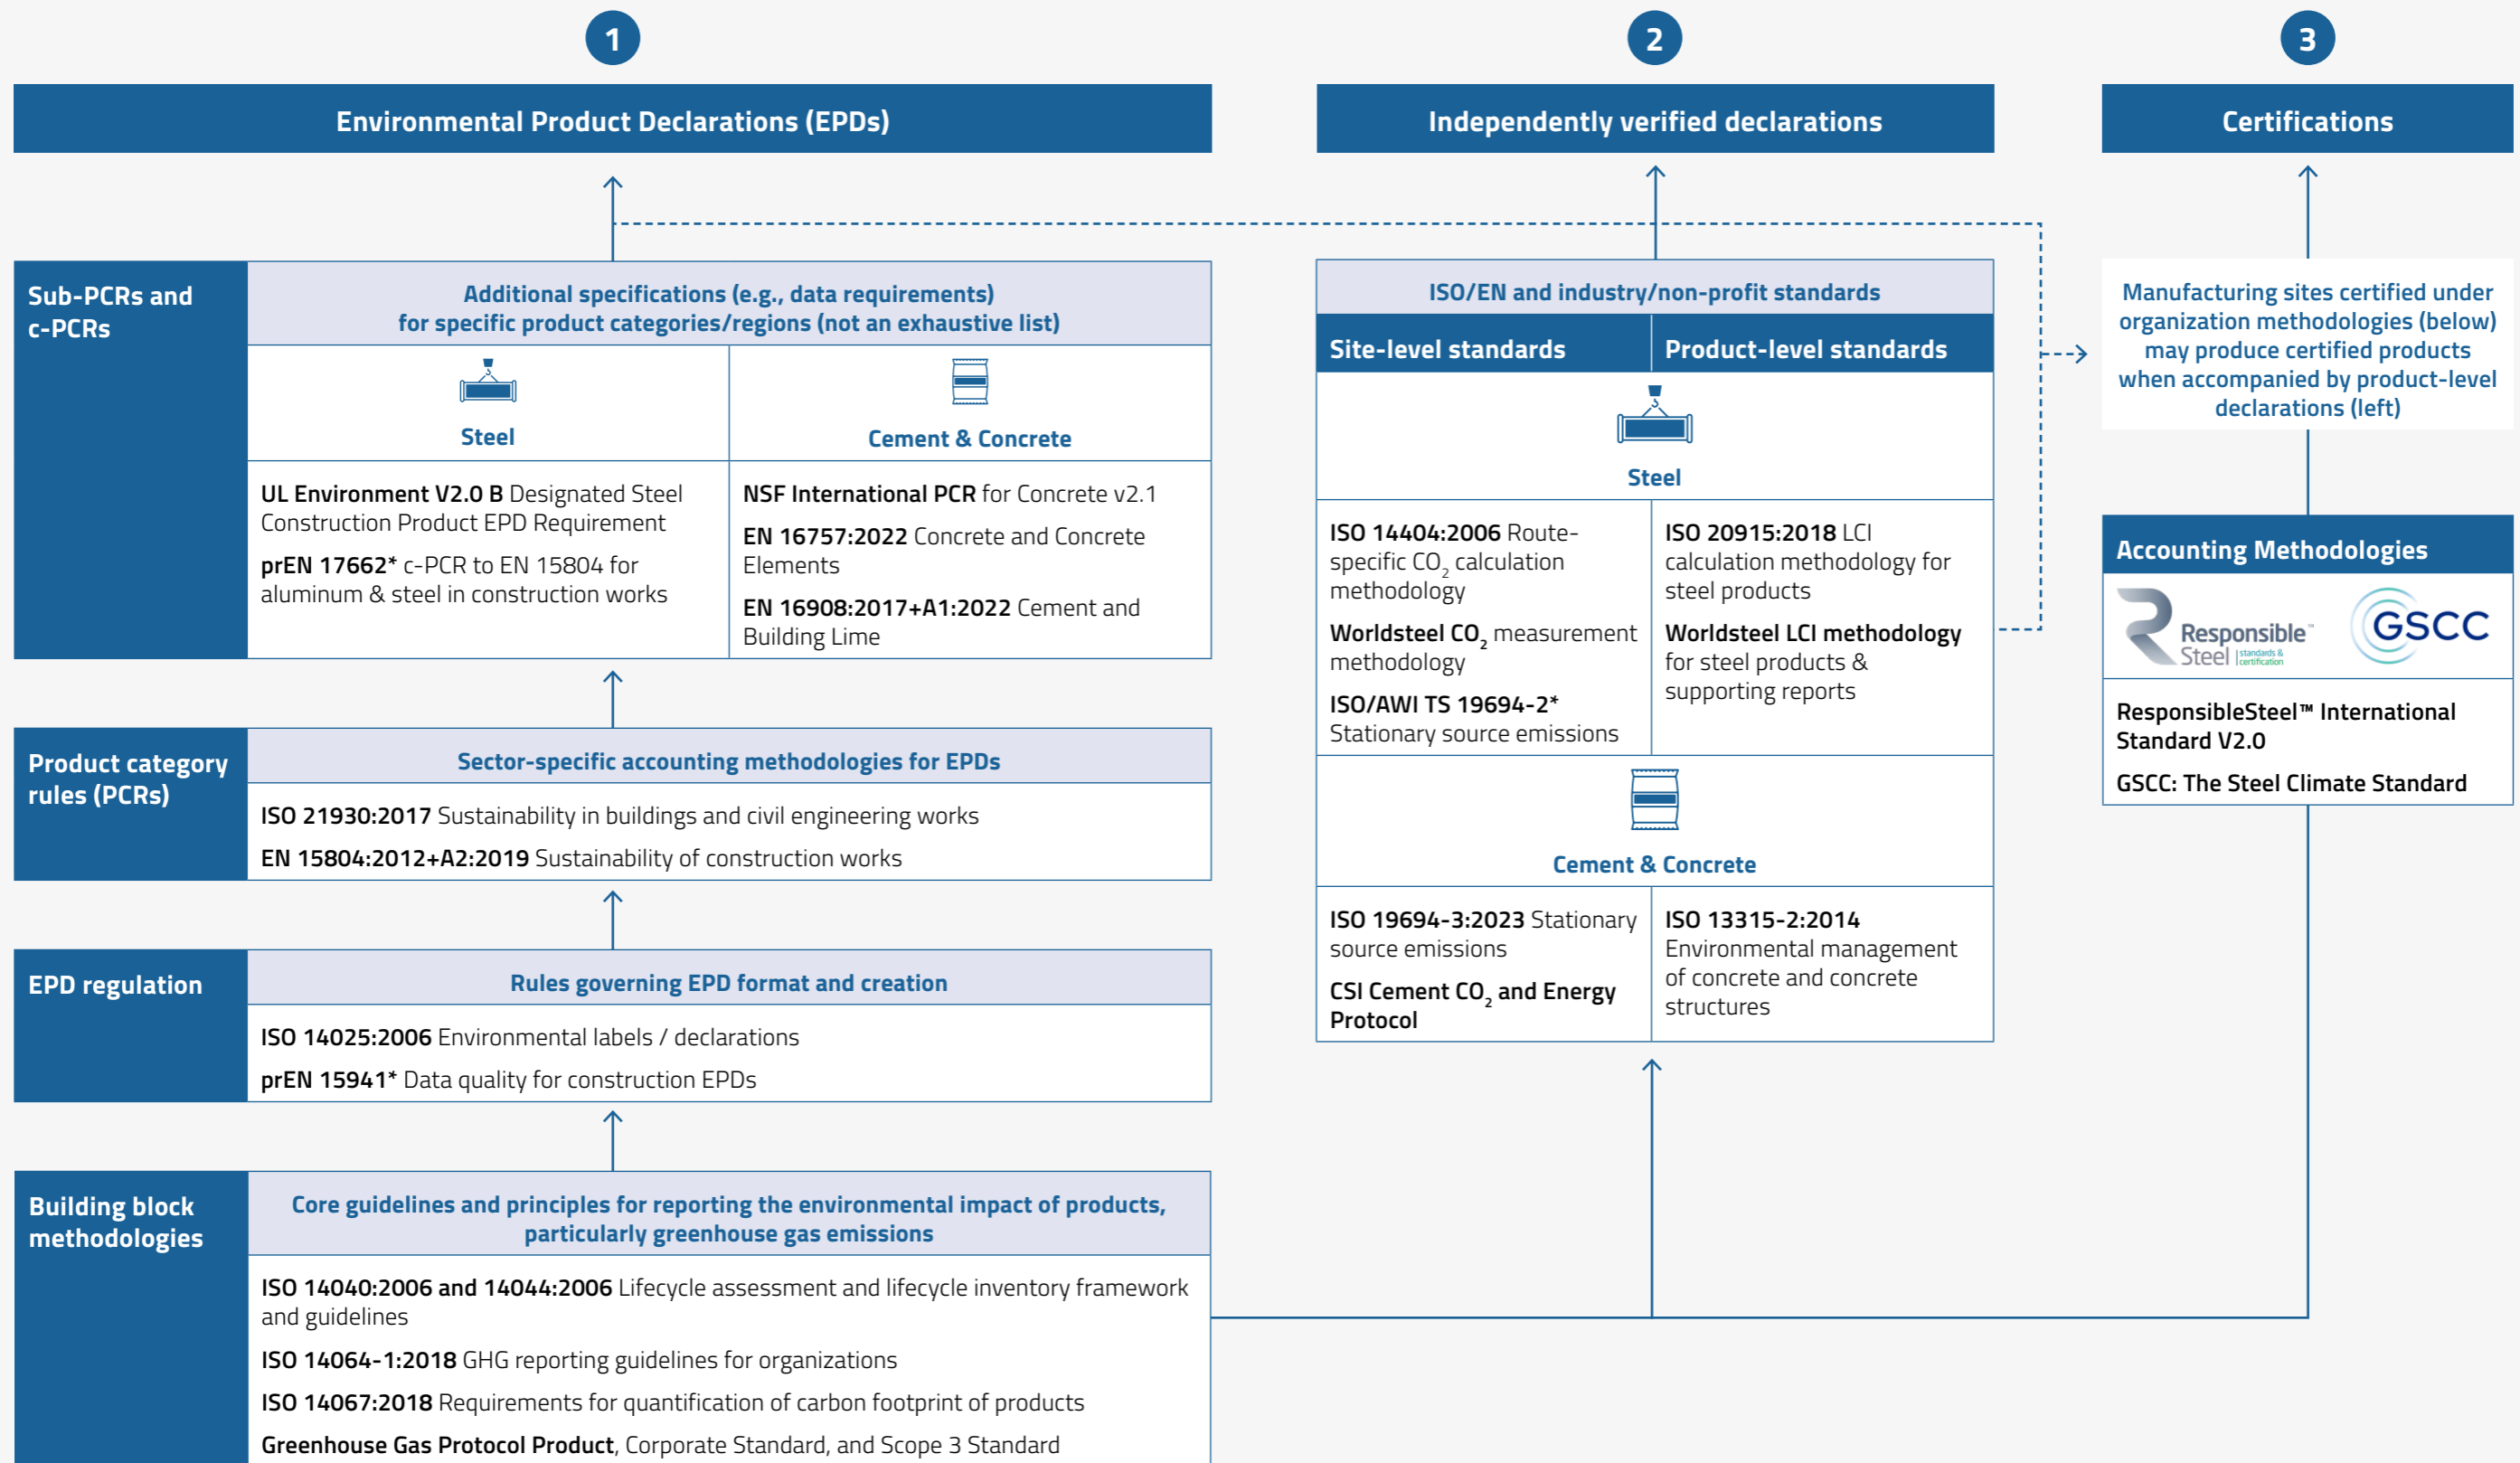 1
Environmental Product Declarations (EPDs)
Sub-PCRs and
c-PCRs
Additional specifications (e.g., data requirements)
for specific product categories/regions (not an exhaustive list)
Steel
Cement & Concrete
UL Environment V2.0 B Designated Steel
Construction Product EPD Requirement
prEN 17662* c-PCR to EN 15804 for
aluminum & steel in construction works
NSF International PCR for Concrete v2.1
EN 16757:2022 Concrete and Concrete
Elements
EN 16908:2017+A1:2022 Cement and
Building Lime
Product category
rules (PCRs)
Sector-specific accounting methodologies for EPDs
ISO 21930:2017 Sustainability in buildings and civil engineering works
EN 15804:2012+A2:2019 Sustainability of construction works
EPD regulation
Rules governing EPD format and creation
ISO 14025:2006 Environmental labels / declarations
prEN 15941* Data quality for construction EPDs
Building block
methodologies
Core guidelines and principles for reporting the environmental impact of products,
particularly greenhouse gas emissions
ISO 14040:2006 and 14044:2006 Lifecycle assessment and lifecycle inventory framework
and guidelines
ISO 14064-1:2018 GHG reporting guidelines for organizations
ISO 14067:2018 Requirements for quantification of carbon footprint of products
Greenhouse Gas Protocol Product, Corporate Standard, and Scope 3 Standard
2
Independently verified declarations
ISO/EN and industry/non-profit standards
Site-level standards
Product-level standards
Steel
ISO 14404:2006 Route-
specific CO₂ calculation
methodology
Worldsteel CO₂ measurement
methodology
ISO/AWI TS 19694-2*
Stationary source emissions
ISO 20915:2018 LCI
calculation methodology for
steel products
Worldsteel LCI methodology
for steel products &
supporting reports
Cement & Concrete
ISO 19694-3:2023 Stationary
source emissions
CSI Cement CO₂ and Energy
Protocol
ISO 13315-2:2014
Environmental management
of concrete and concrete
structures
3
Certifications
Manufacturing sites certified under
organization methodologies (below)
may produce certified products
when accompanied by product-level
declarations (left)
Accounting Methodologies
Responsible™
Steel | standards &
certification
GSCC
ResponsibleSteel™ International
Standard V2.0
GSCC: The Steel Climate Standard